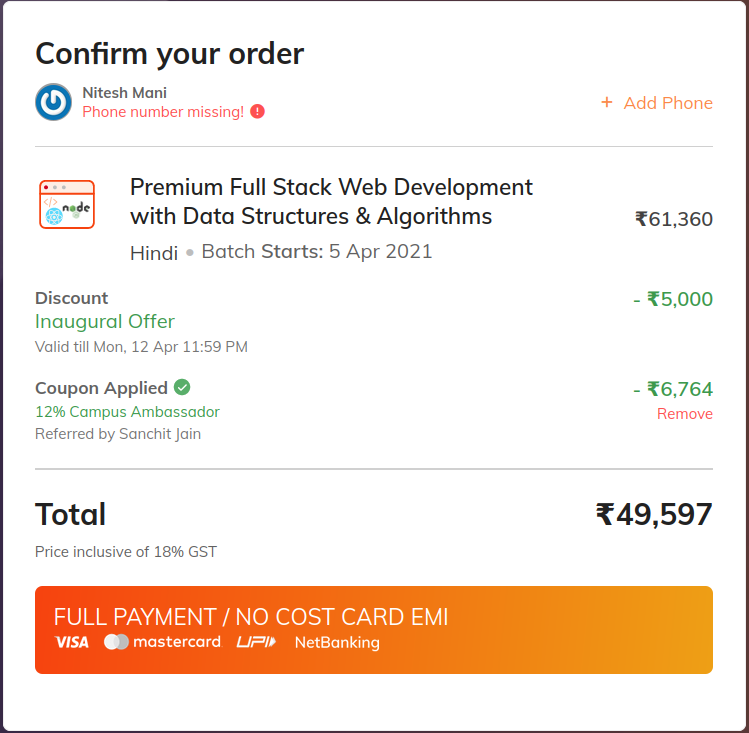 Confirm your order
Nitesh Mani
Phone number missing!
+ Add Phone
</>
node
Premium Full Stack Web Development
with Data Structures & Algorithms
₹61,360
Hindi • Batch Starts: 5 Apr 2021
Discount
- ₹5,000
Inaugural Offer
Valid till Mon, 12 Apr 11:59 PM
Coupon Applied
- ₹6,764
12% Campus Ambassador
Remove
Referred by Sanchit Jain
Total
₹49,597
Price inclusive of 18% GST
FULL PAYMENT / NO COST CARD EMI
VISA mastercard UPI NetBanking